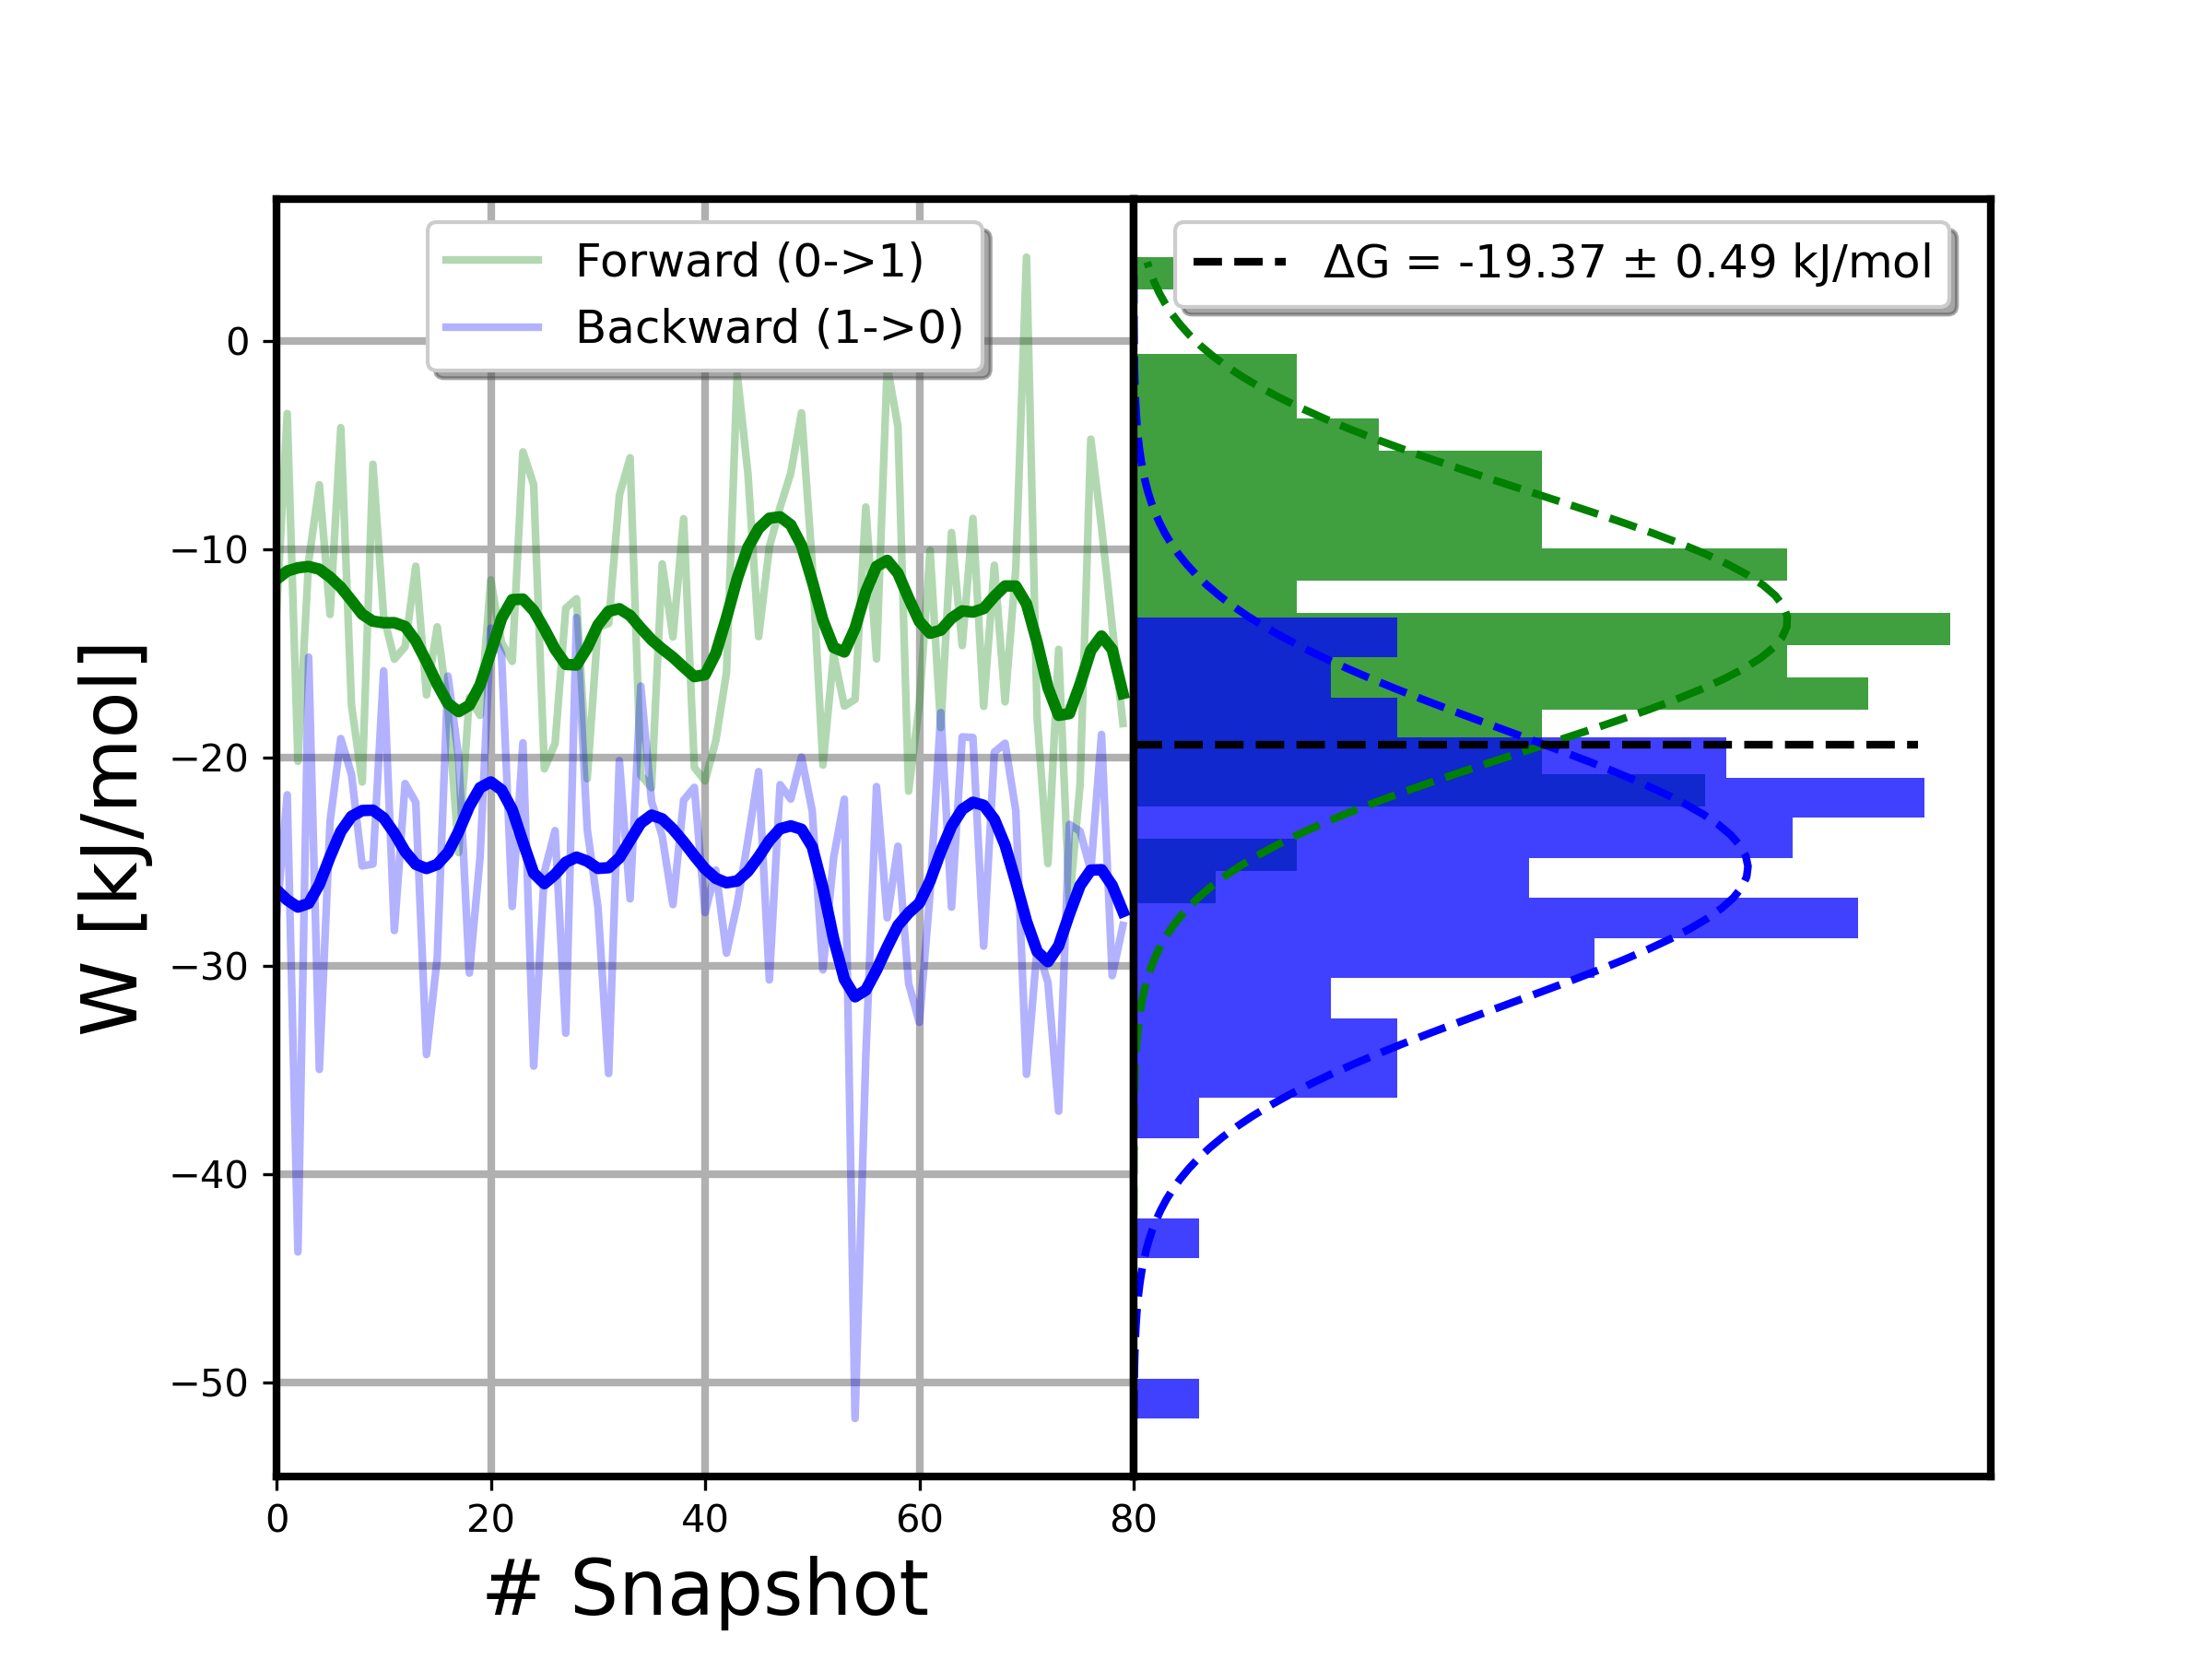 Forward (0->1)
Backward (1->0)
ΔG = -19.37 ± 0.49 kJ/mol
W [kJ/mol]
0
−10
−20
−30
−40
−50
0 20 40 60 80
# Snapshot